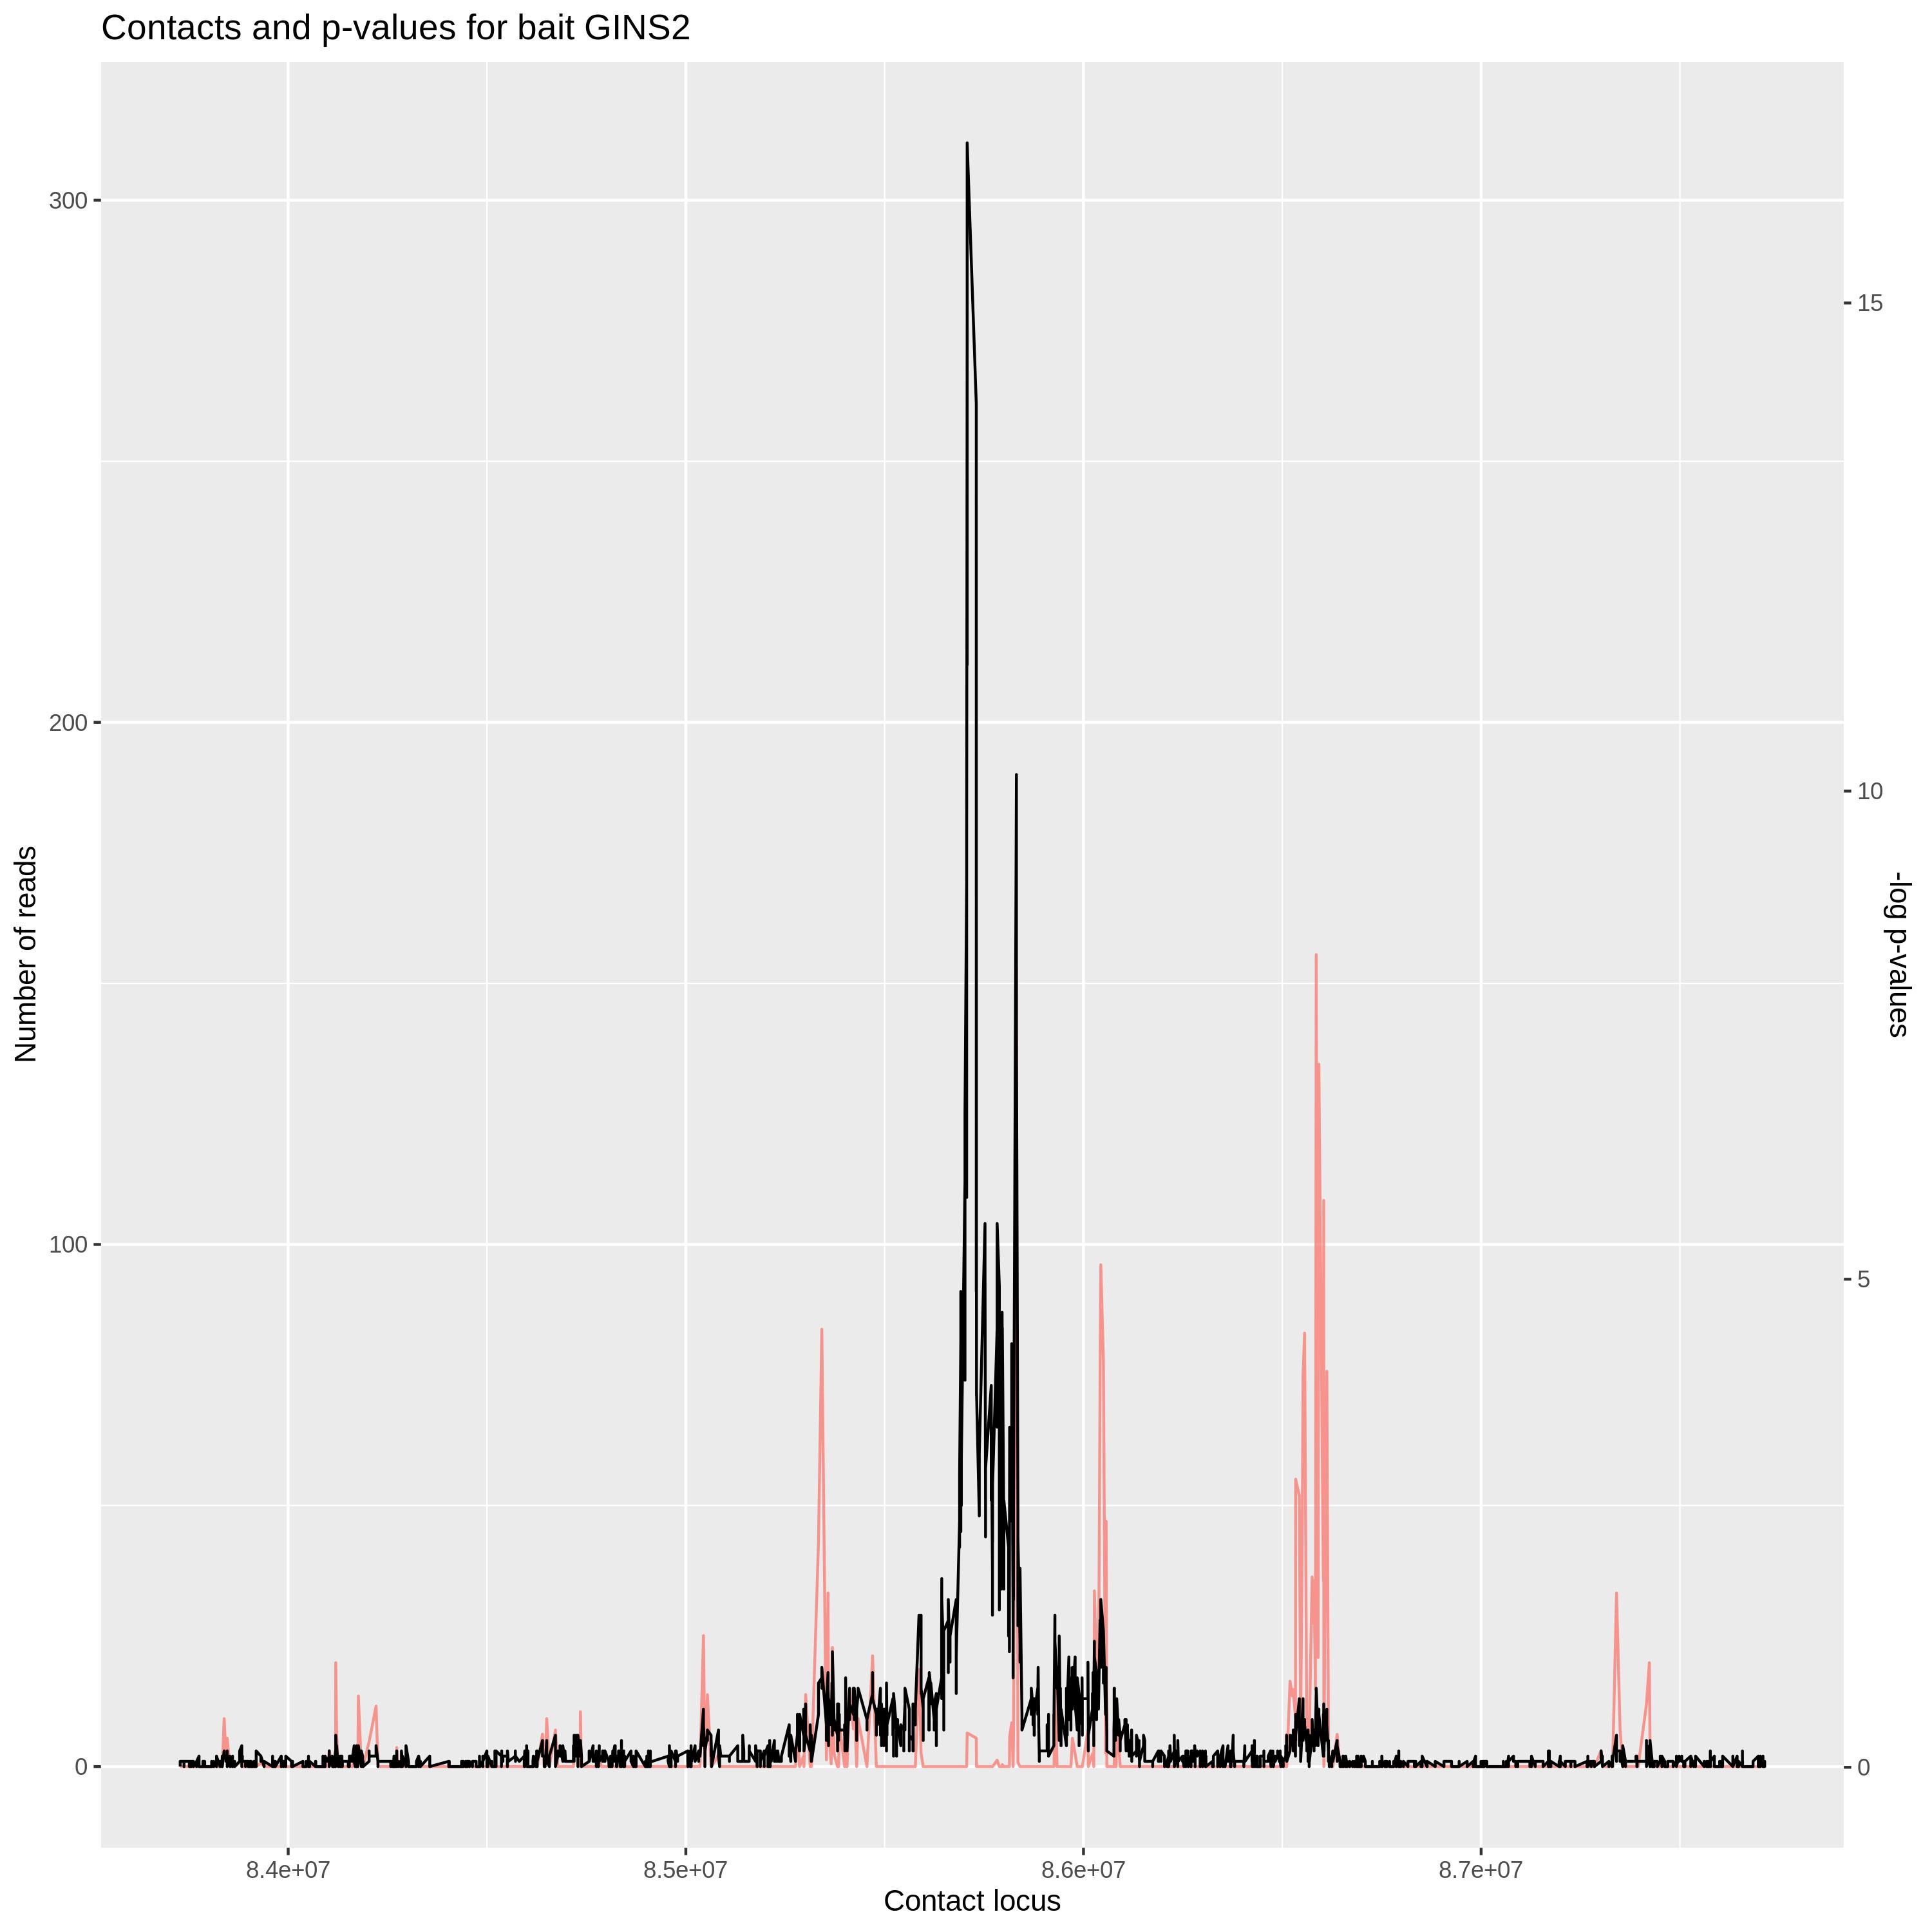 Contacts and p-values for bait GINS2
Number of reads
300
200
100
0
15
10
5
0
-log p-values
8.4e+07
8.5e+07
8.6e+07
8.7e+07
Contact locus